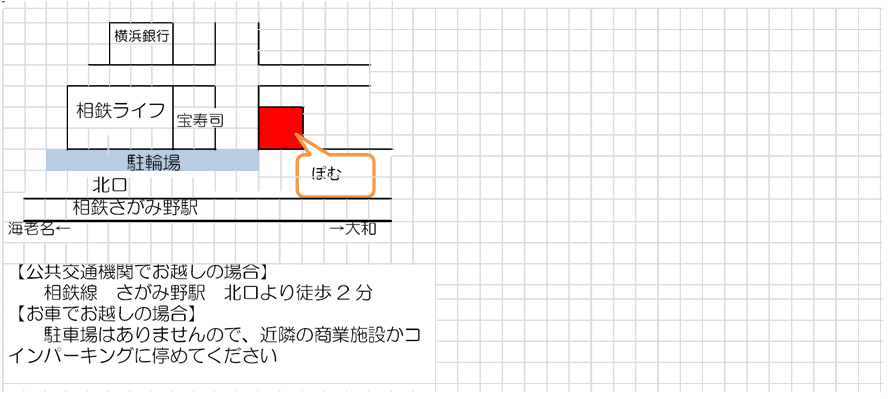 横浜銀行
相鉄ライフ
宝寿司
駐輪場
ぽむ
北口
相鉄さがみ野駅
海老名←
→大和
【公共交通機関でお越しの場合】
相鉄線　さがみ野駅　北口より徒歩２分
【お車でお越しの場合】
駐車場はありませんので、近隣の商業施設かコ
インパーキングに停めてください